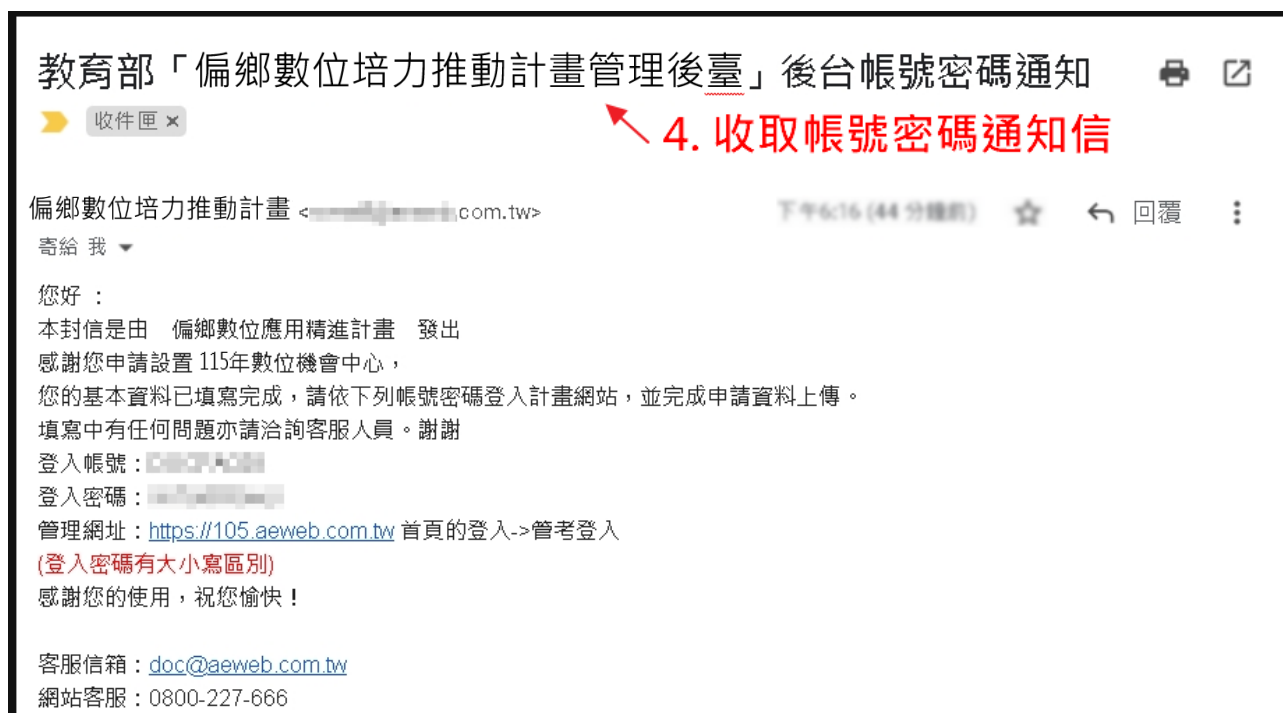 教育部「偏鄉數位培力推動計畫管理後臺」後台帳號密碼通知
收件匣 ×
4. 收取帳號密碼通知信
偏鄉數位培力推動計畫 < .com.tw>
下午6:16 (44 分鐘前) 回覆
寄給 我
您好 ：
本封信是由　偏鄉數位應用精進計畫　發出
感謝您申請設置 115年數位機會中心，
您的基本資料已填寫完成，請依下列帳號密碼登入計畫網站，並完成申請資料上傳。
填寫中有任何問題亦請洽詢客服人員。謝謝
登入帳號：
登入密碼：
管理網址：https://105.aeweb.com.tw 首頁的登入->管考登入
(登入密碼有大小寫區別)
感謝您的使用，祝您愉快！
客服信箱：doc@aeweb.com.tw
網站客服：0800-227-666